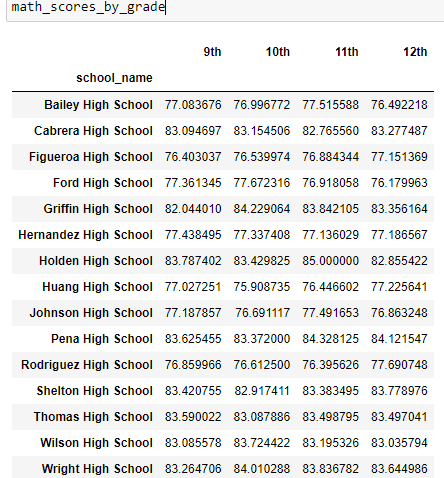 math_scores_by_grade
9th 10th 11th 12th
school_name
Bailey High School 77.083676 76.996772 77.515588 76.492218
Cabrera High School 83.094697 83.154506 82.765560 83.277487
Figueroa High School 76.403037 76.539974 76.884344 77.151369
Ford High School 77.361345 77.672316 76.918058 76.179963
Griffin High School 82.044010 84.229064 83.842105 83.356164
Hernandez High School 77.438495 77.337408 77.136029 77.186567
Holden High School 83.787402 83.429825 85.000000 82.855422
Huang High School 77.027251 75.908735 76.446602 77.225641
Johnson High School 77.187857 76.691117 77.491653 76.863248
Pena High School 83.625455 83.372000 84.328125 84.121547
Rodriguez High School 76.859966 76.612500 76.395626 77.690748
Shelton High School 83.420755 82.917411 83.383495 83.778976
Thomas High School 83.590022 83.087886 83.498795 83.497041
Wilson High School 83.085578 83.724422 83.195326 83.035794
Wright High School 83.264706 84.010288 83.836782 83.644986